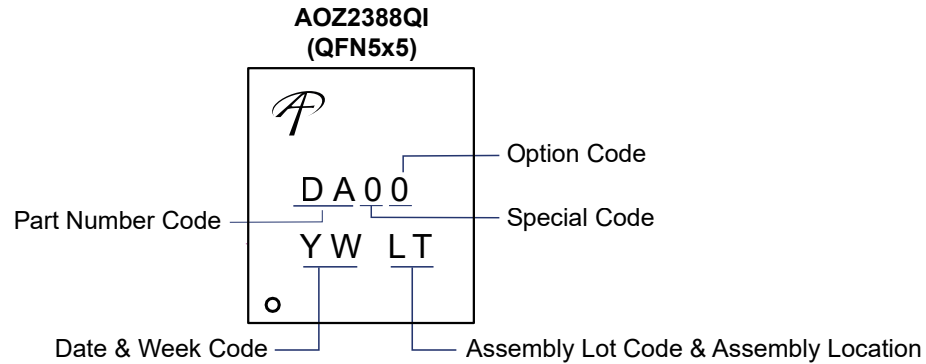 AOZ2388QI
(QFN5x5)
Option Code
DA00
Part Number Code
Special Code
YW LT
Date & Week Code
Assembly Lot Code & Assembly Location